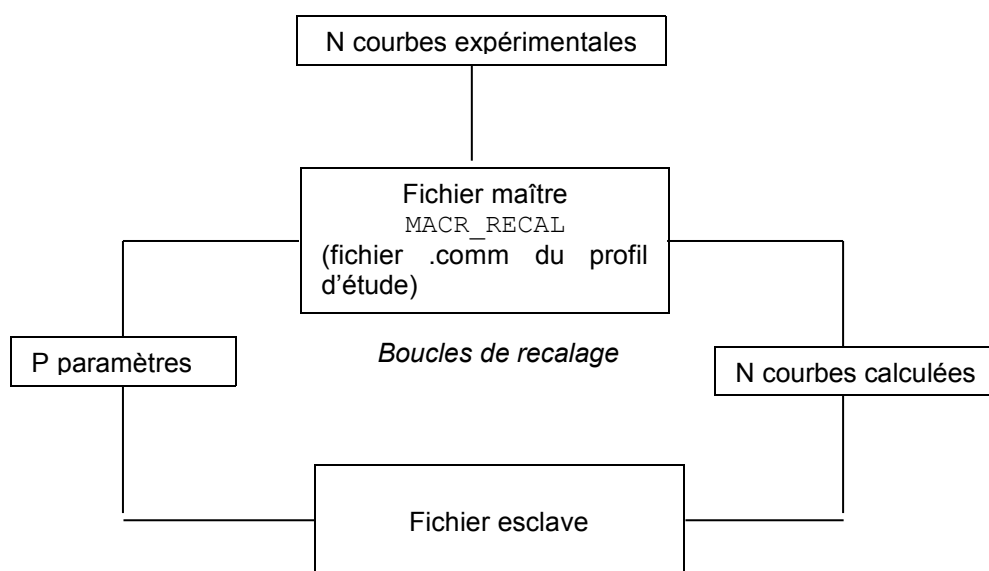 N courbes expérimentales
Fichier maître
MACR_RECAL
(fichier .comm du profil
d'étude)
P paramètres
Boucles de recalage
N courbes calculées
Fichier esclave